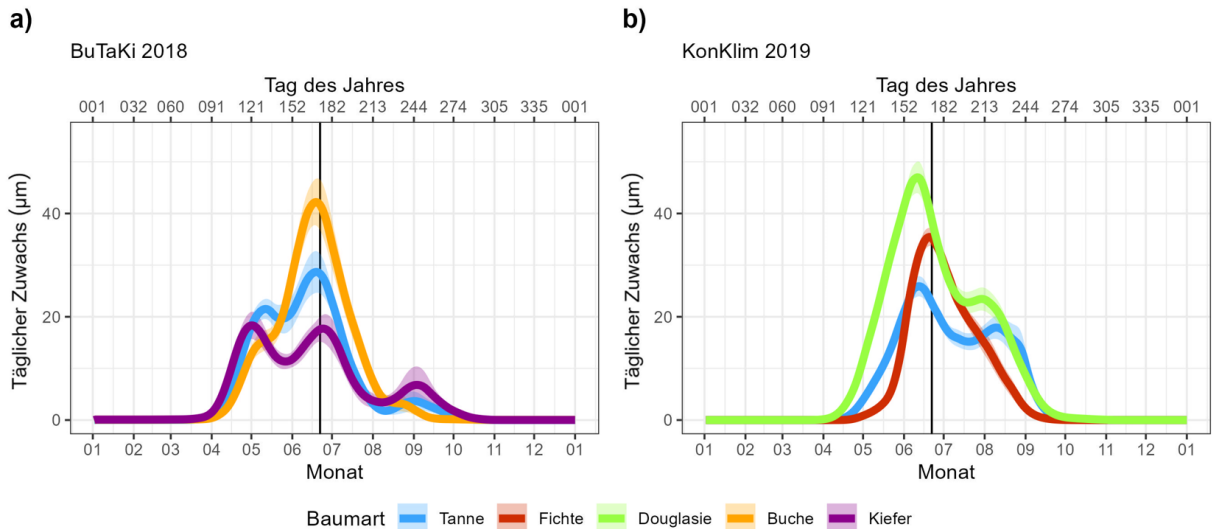 a)
BuTaKi 2018
Tag des Jahres
001 032 060 091 121 152 182 213 244 274 305 335 001
Täglicher Zuwachs (µm)
40
20
0
01 02 03 04 05 06 07 08 09 10 11 12 01
Monat
b)
KonKlim 2019
Tag des Jahres
001 032 060 091 121 152 182 213 244 274 305 335 001
Täglicher Zuwachs (µm)
40
20
0
01 02 03 04 05 06 07 08 09 10 11 12 01
Monat
Baumart Tanne Fichte Douglasie Buche Kiefer